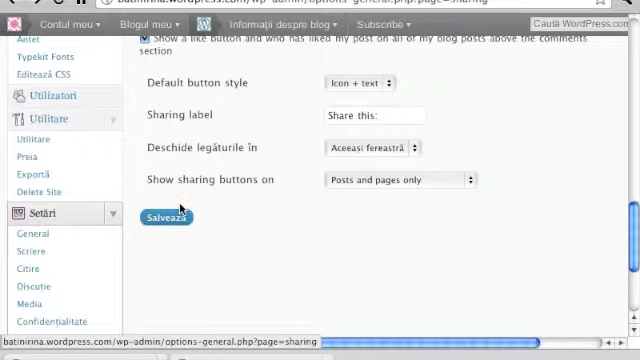 batinirina.wordpress.com/wp-admin/options-general.php?page=sharing
Contul meu
Blogul meu
Informații despre blog
Subscribe
Caută WordPress.com
Antet
Show a like button and who has liked my post on all of my blog posts above the comments
section
Typekit Fonts
Editează CSS
Default button style
Icon + text
Utilizatori
Sharing label
Share this:
Utilitare
Utilitare
Deschide legăturile în
Aceeasi fereastră
Preia
Exportă
Show sharing buttons on
Posts and pages only
Delete Site
Setări
Salvează
General
Scriere
Citire
Discuție
Media
Confidențialitate
batinirina.wordpress.com/wp-admin/options-general.php?page=sharing